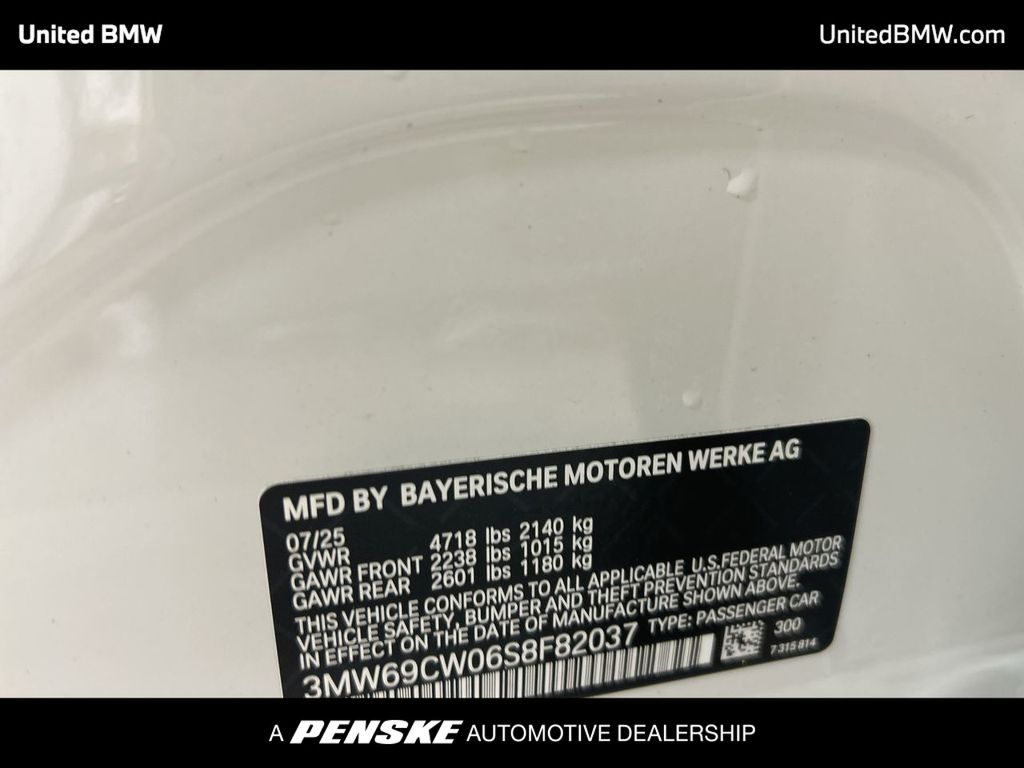 United BMW
UnitedBMW.com
MFD BY BAYERISCHE MOTOREN WERKE AG
07/25
GVWR 4718 lbs 2140 kg
GAWR FRONT 2238 lbs 1015 kg
GAWR REAR 2601 lbs 1180 kg
THIS VEHICLE CONFORMS TO ALL APPLICABLE U.S.FEDERAL MOTOR
VEHICLE SAFETY, BUMPER AND THEFT PREVENTION STANDARDS
IN EFFECT ON THE DATE OF MANUFACTURE SHOWN ABOVE.
3MW69CW06S8F82037 TYPE: PASSENGER CAR
300
7315814
A PENSKE AUTOMOTIVE DEALERSHIP